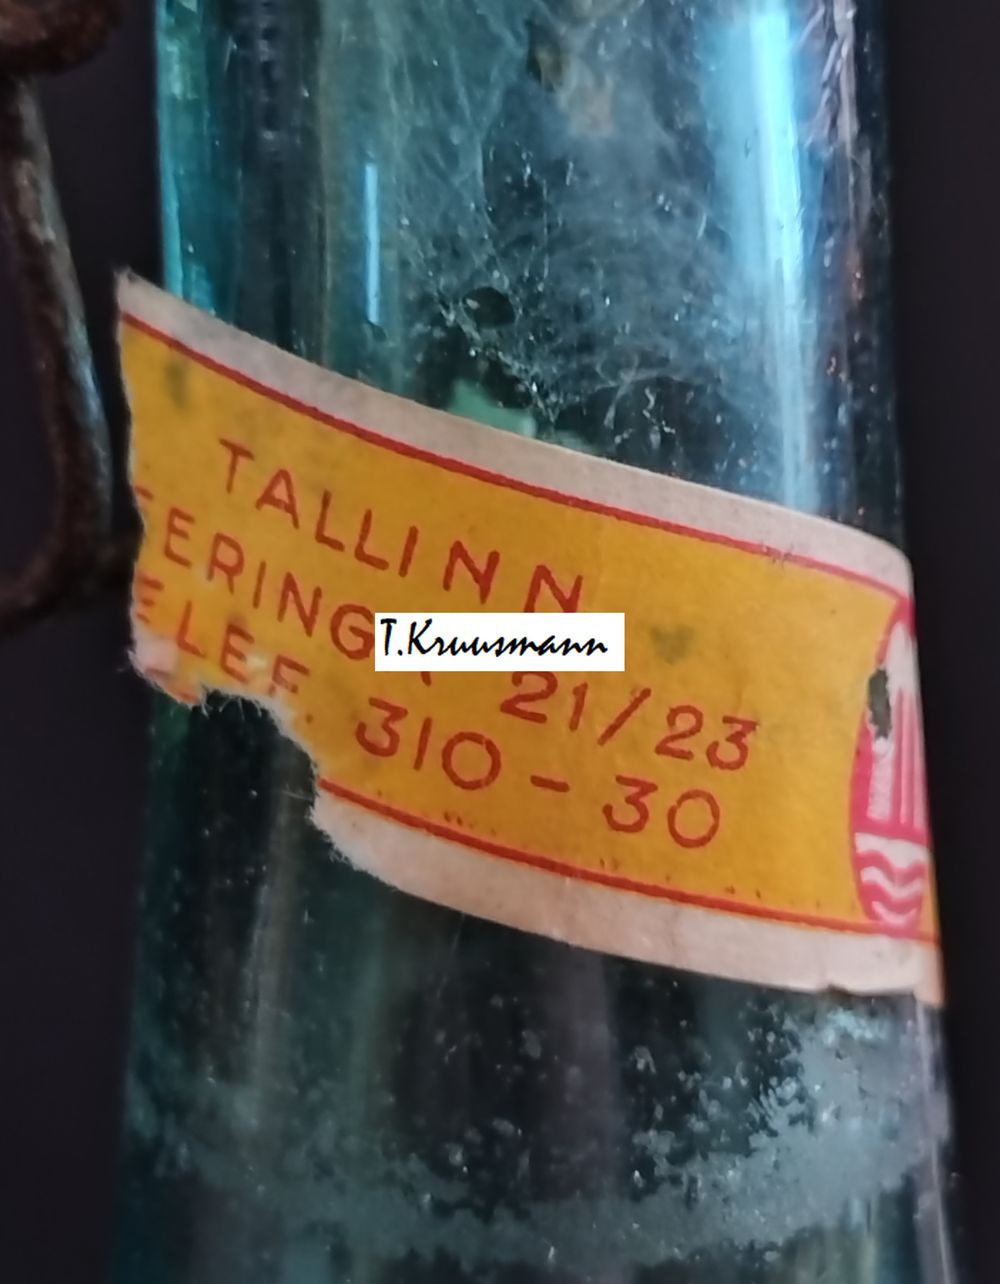 TALLINN
ERING 21/23
ELEF. 310-30
T.Kruusmann